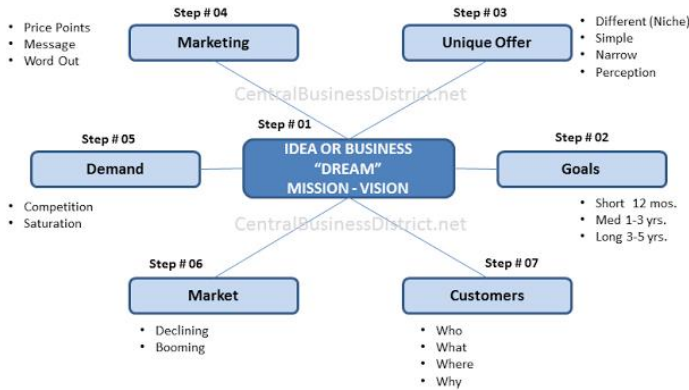 Step # 04
Marketing
• Price Points
• Message
• Word Out
Step # 03
Unique Offer
• Different (Niche)
• Simple
• Narrow
• Perception
CentralBusinessDistrict.net
Step # 01
IDEA OR BUSINESS
“DREAM”
MISSION - VISION
Step # 05
Demand
• Competition
• Saturation
Step # 02
Goals
• Short 12 mos.
• Med 1-3 yrs.
• Long 3-5 yrs.
CentralBusinessDistrict.net
Step # 06
Market
• Declining
• Booming
Step # 07
Customers
• Who
• What
• Where
• Why